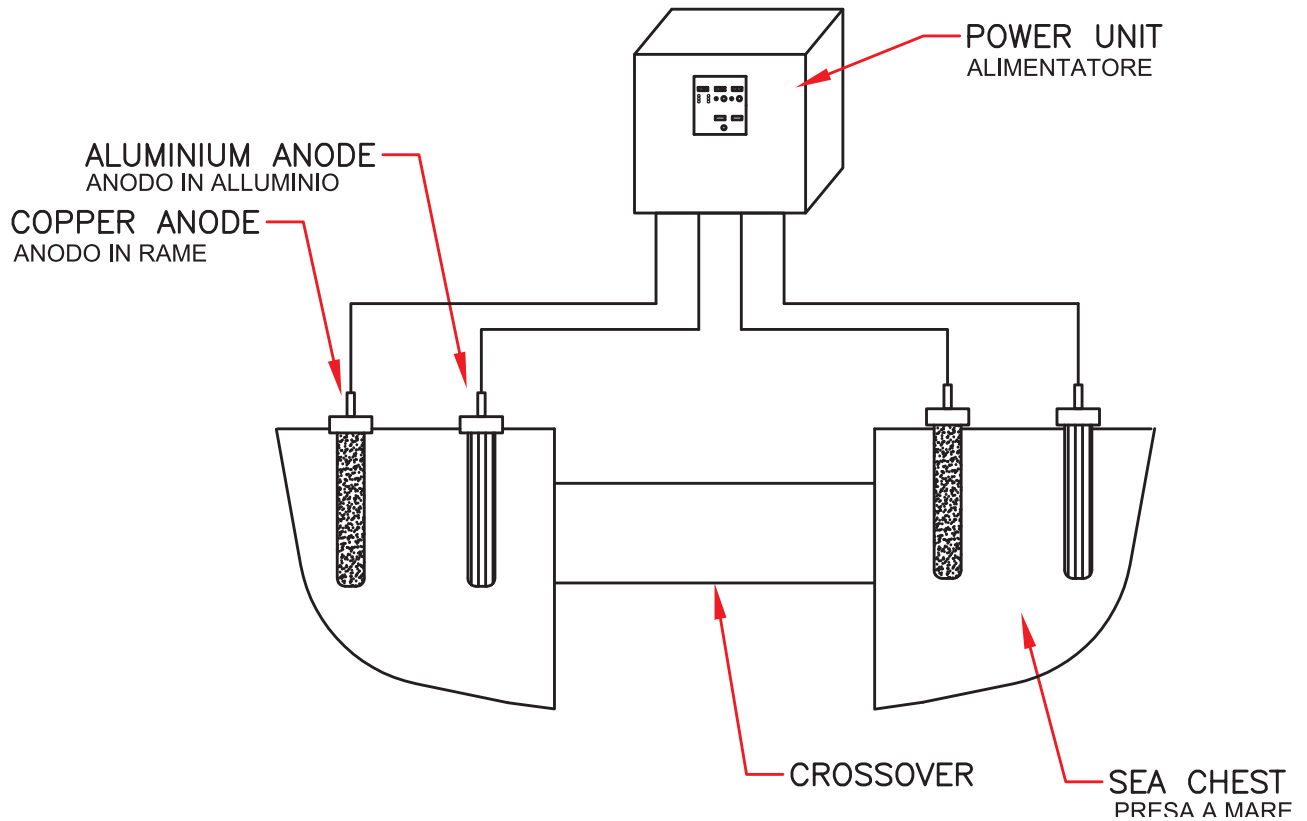 POWER UNIT
ALIMENTATORE
ALUMINIUM ANODE
ANODO IN ALLUMINIO
COPPER ANODE
ANODO IN RAME
CROSSOVER
SEA CHEST
PRESA A MARE